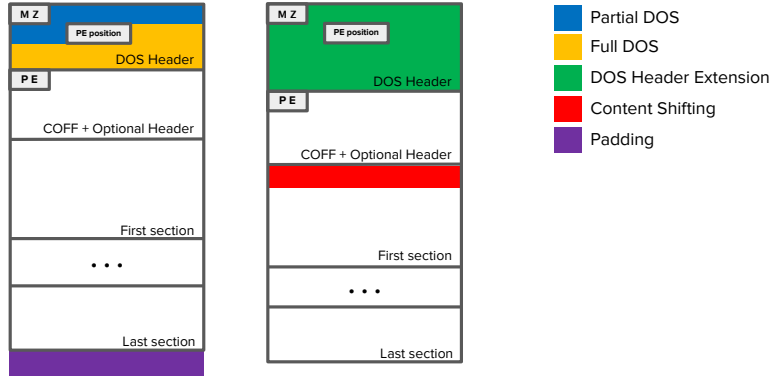 M Z
PE position
DOS Header
P E
COFF + Optional Header
First section
...
Last section
M Z
PE position
DOS Header
P E
COFF + Optional Header
First section
...
Last section
Partial DOS
Full DOS
DOS Header Extension
Content Shifting
Padding